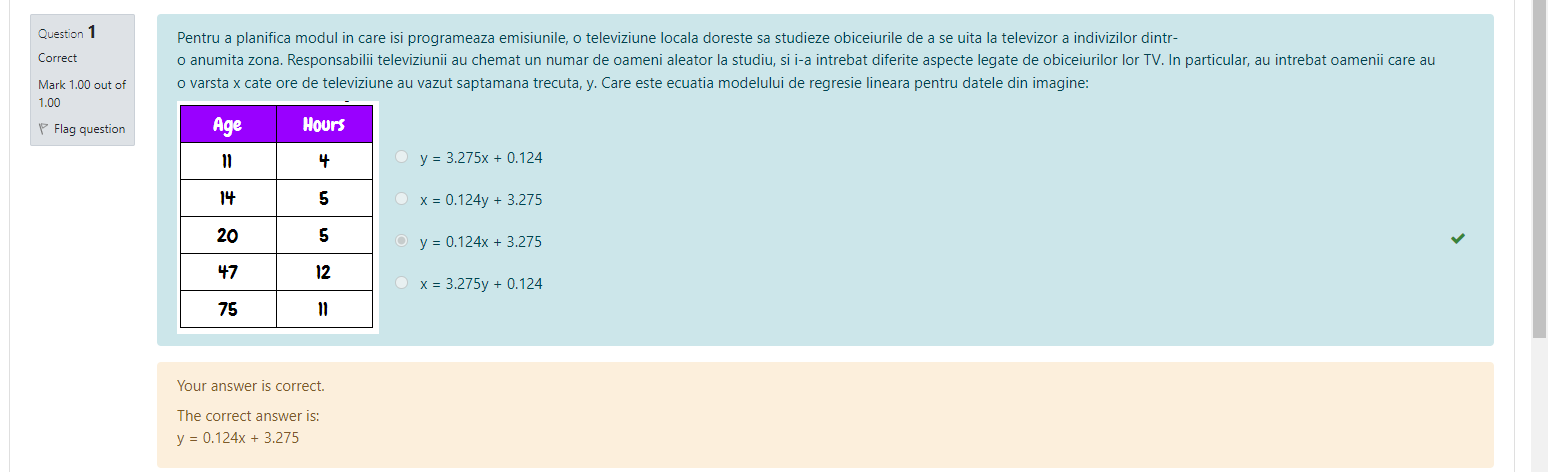 Question 1
Correct
Mark 1.00 out of
1.00
Flag question
Pentru a planifica modul in care isi programeaza emisiunile, o televiziune locala doreste sa studieze obiceiurile de a se uita la televizor a indivizilor dintr-
o anumita zona. Responsabilii televiziunii au chemat un numar de oameni aleator la studiu, si i-a intrebat diferite aspecte legate de obiceiurilor lor TV. In particular, au intrebat oamenii care au
o varsta x cate ore de televiziune au vazut saptamana trecuta, y. Care este ecuatia modelului de regresie lineara pentru datele din imagine:
Age Hours
11 4
14 5
20 5
47 12
75 11
y = 3.275x + 0.124
x = 0.124y + 3.275
y = 0.124x + 3.275
x = 3.275y + 0.124
Your answer is correct.
The correct answer is:
y = 0.124x + 3.275